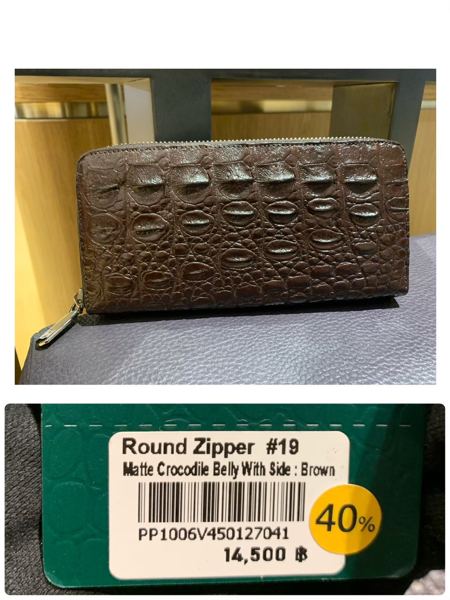 Round Zipper #19
Matte Crocodile Belly With Side : Brown
PP1006V450127041
40%
14,500 ฿